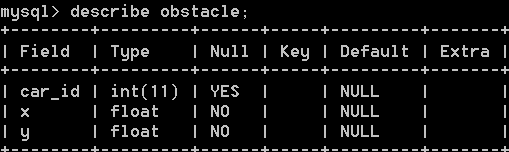 mysql> describe obstacle;
+--------+---------+------+-----+---------+-------+
| Field | Type | Null | Key | Default | Extra |
+--------+---------+------+-----+---------+-------+
| car_id | int(11) | YES | | NULL | |
| x | float | NO | | NULL | |
| y | float | NO | | NULL | |
+--------+---------+------+-----+---------+-------+